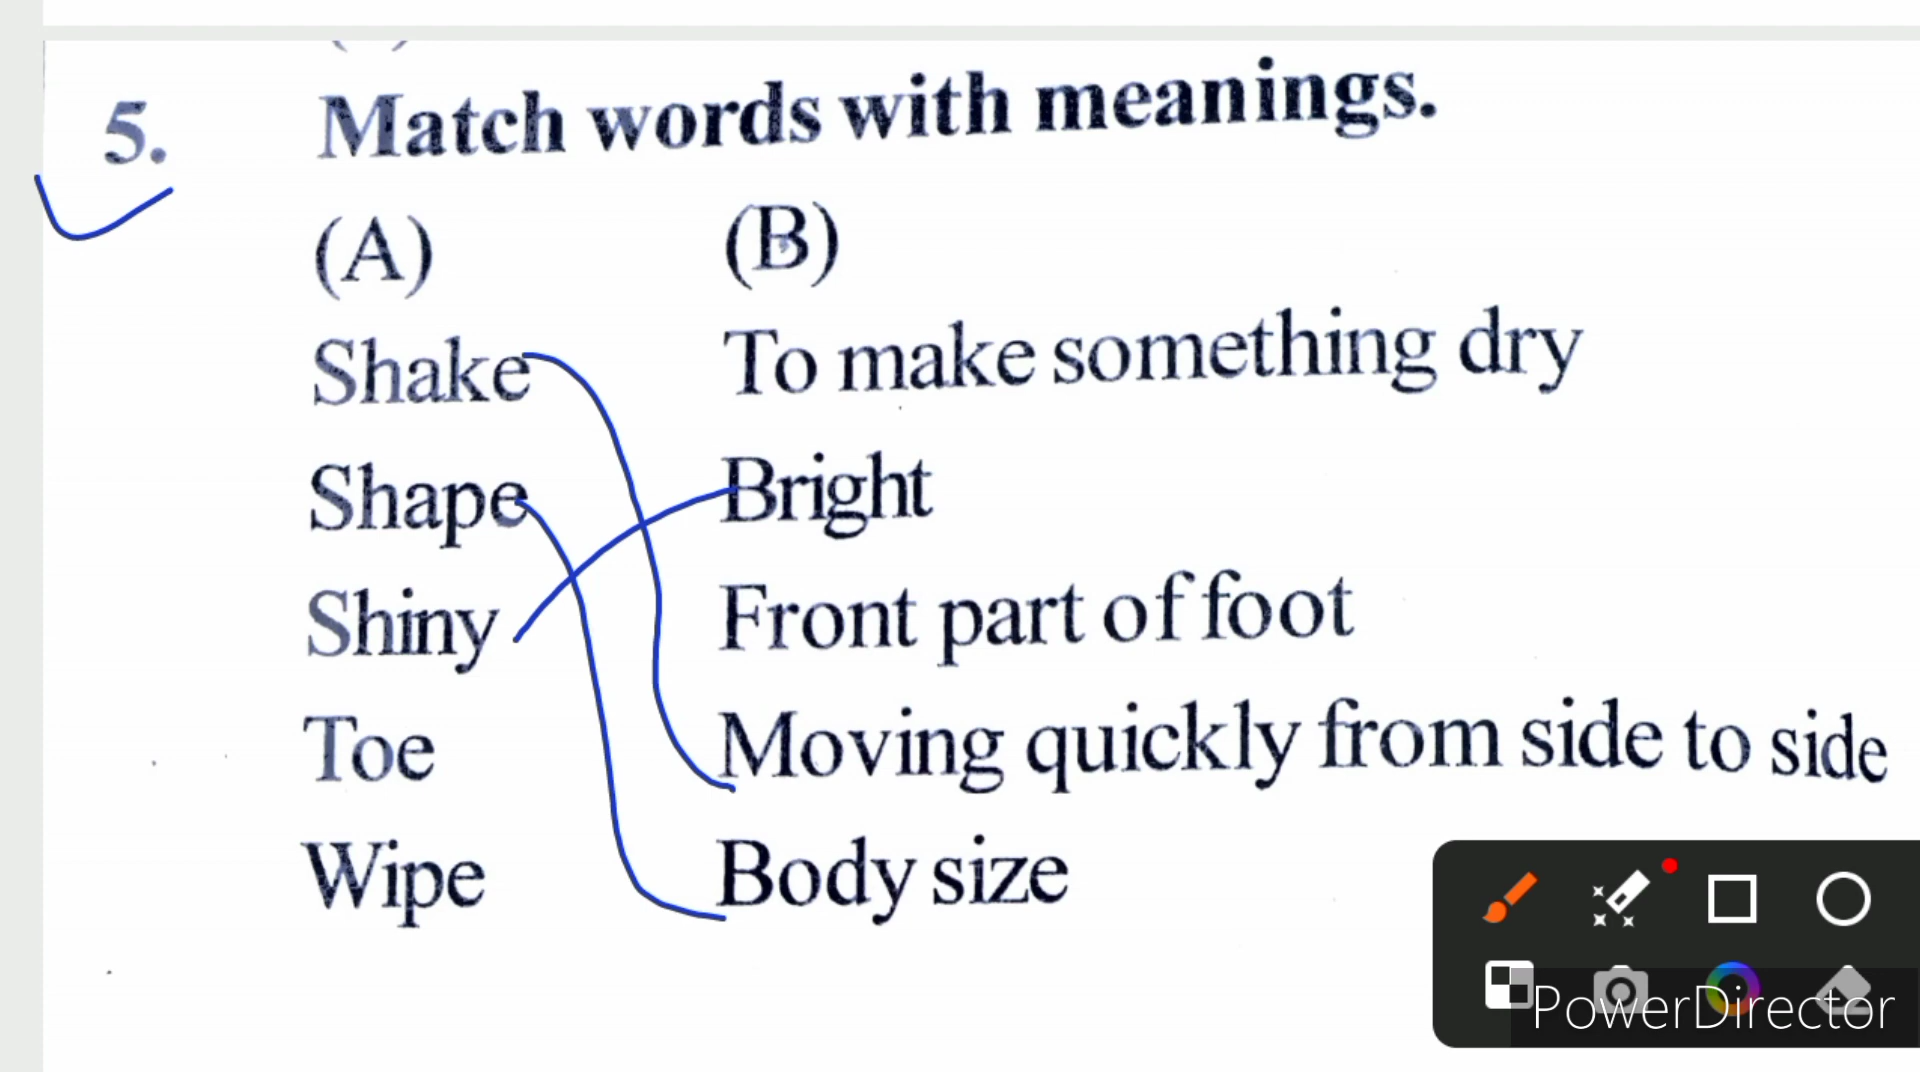 5. Match words with meanings.
(A) (B)
Shake To make something dry
Shape Bright
Shiny Front part of foot
Toe Moving quickly from side to side
Wipe Body size
PowerDirector